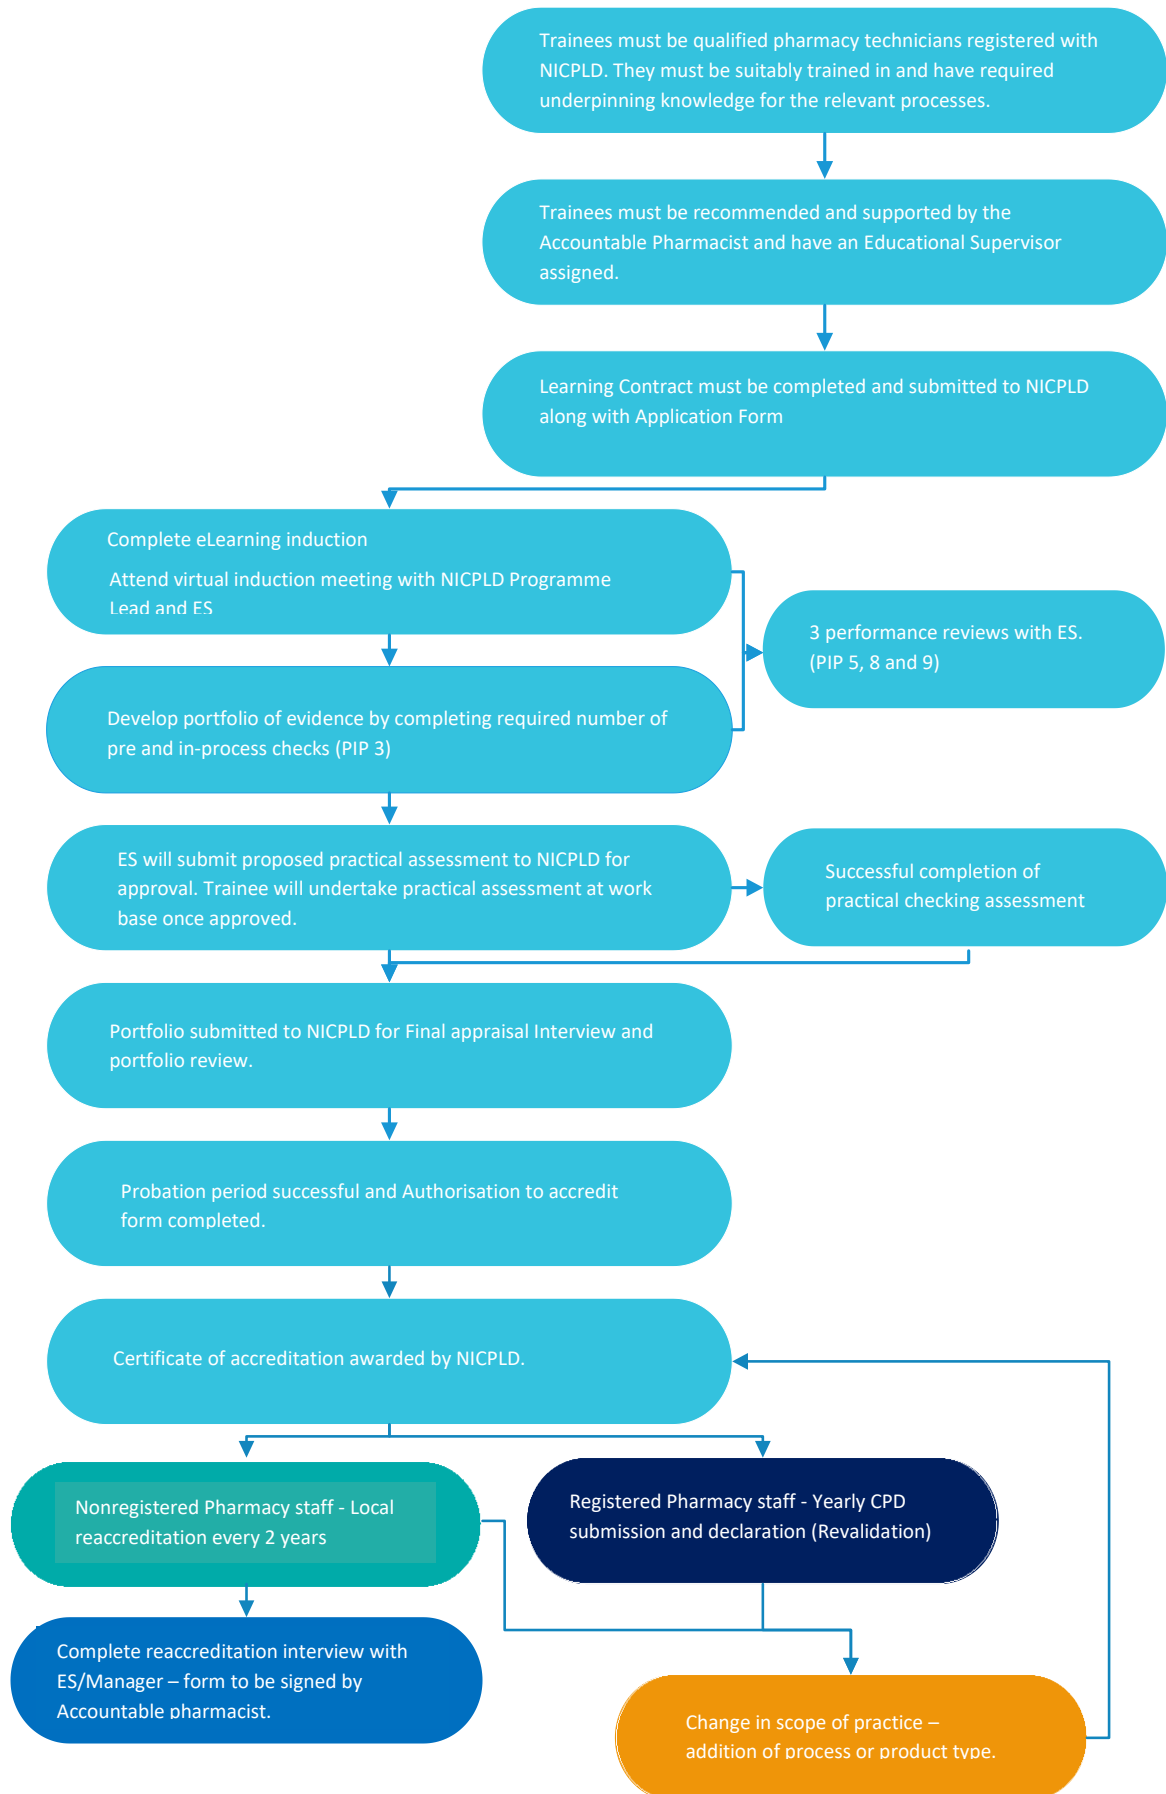 Trainees must be qualified pharmacy technicians registered with
NICPLD. They must be suitably trained in and have required
underpinning knowledge for the relevant processes.
Trainees must be recommended and supported by the
Accountable Pharmacist and have an Educational Supervisor
assigned.
Learning Contract must be completed and submitted to NICPLD
along with Application Form
Complete eLearning induction
Attend virtual induction meeting with NICPLD Programme
Lead and ES
3 performance reviews with ES.
(PIP 5, 8 and 9)
Develop portfolio of evidence by completing required number of
pre and in-process checks (PIP 3)
ES will submit proposed practical assessment to NICPLD for
approval. Trainee will undertake practical assessment at work
base once approved.
Successful completion of
practical checking assessment
Portfolio submitted to NICPLD for Final appraisal Interview and
portfolio review.
Probation period successful and Authorisation to accredit
form completed.
Certificate of accreditation awarded by NICPLD.
Nonregistered Pharmacy staff - Local
reaccreditation every 2 years
Registered Pharmacy staff - Yearly CPD
submission and declaration (Revalidation)
Complete reaccreditation interview with
ES/Manager – form to be signed by
Accountable pharmacist.
Change in scope of practice –
addition of process or product type.